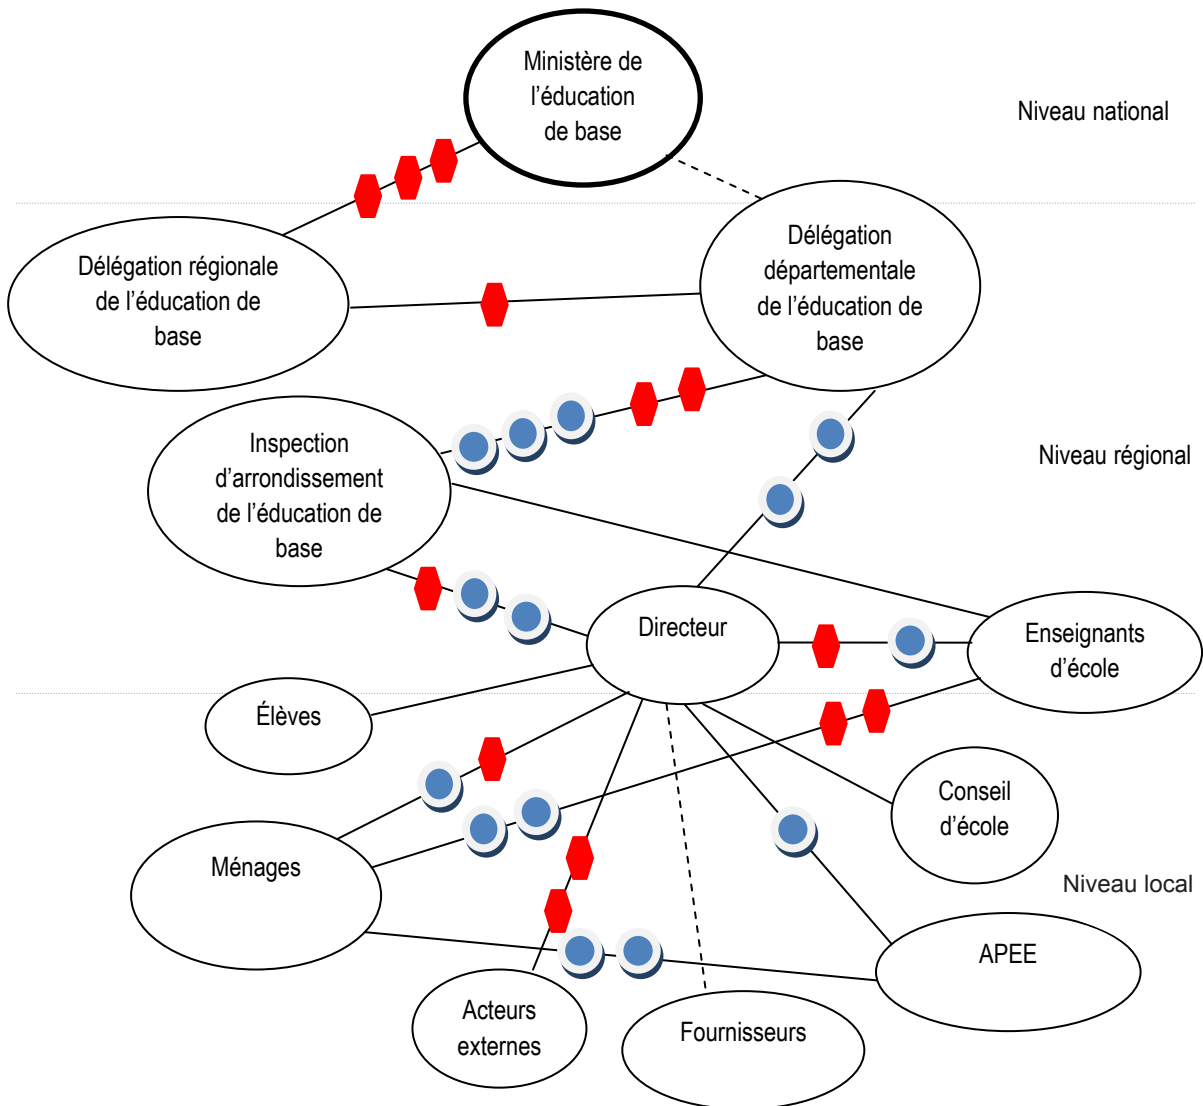 Ministère de
l’éducation
de base
Niveau national
Délégation régionale
de l’éducation de
base
Délégation
départementale
de l’éducation de
base
Inspection
d’arrondissement
de l’éducation de
base
Niveau régional
Directeur
Enseignants
d’école
Élèves
Conseil
d’école
Ménages
Niveau local
APEE
Acteurs
externes
Fournisseurs